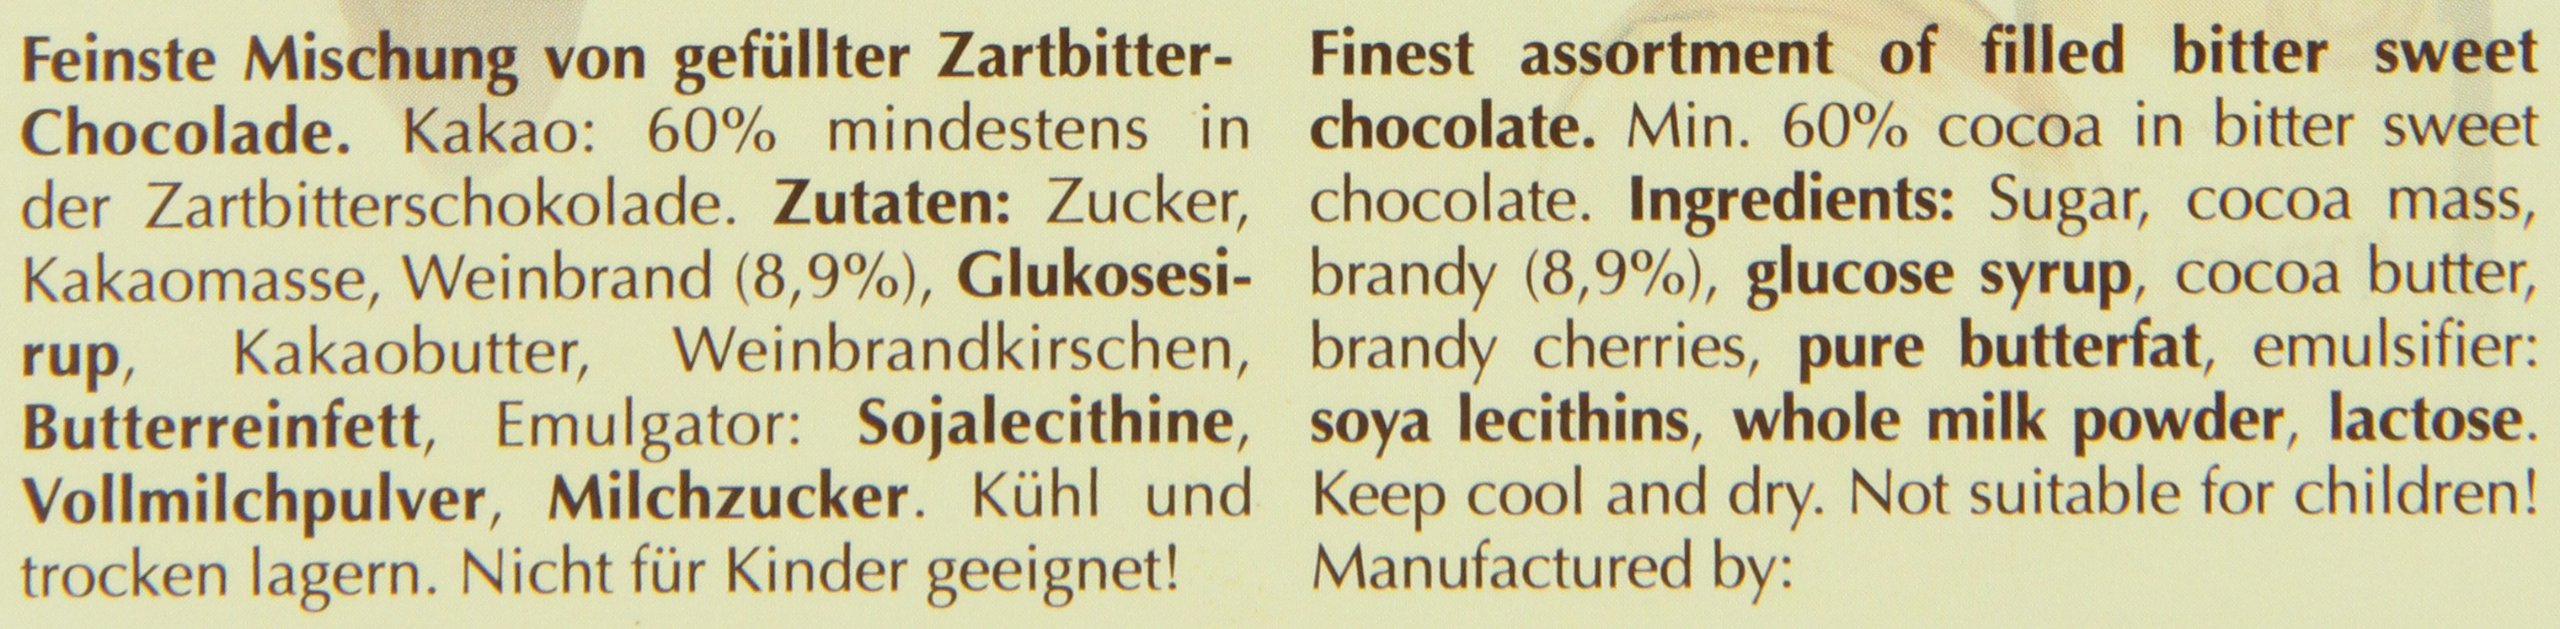 Feinste Mischung von gefüllter Zartbitter-
Chocolade. Kakao: 60% mindestens in
der Zartbitterschokolade. Zutaten: Zucker,
Kakaomasse, Weinbrand (8,9%), Glukosesi-
rup, Kakaobutter, Weinbrandkirschen,
Butterreinfett, Emulgator: Sojalecithine,
Vollmilchpulver, Milchzucker. Kühl und
trocken lagern. Nicht für Kinder geeignet!
Finest assortment of filled bitter sweet
chocolate. Min. 60% cocoa in bitter sweet
chocolate. Ingredients: Sugar, cocoa mass,
brandy (8,9%), glucose syrup, cocoa butter,
brandy cherries, pure butterfat, emulsifier:
soya lecithins, whole milk powder, lactose.
Keep cool and dry. Not suitable for children!
Manufactured by: